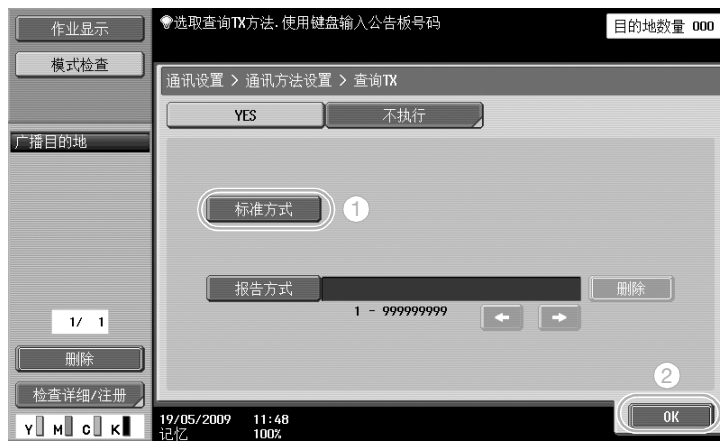 作业显示
模式检查
选取查询TX方法.使用键盘输入公告板号码
目的地数量 000
通讯设置 > 通讯方法设置 > 查询TX
YES
不执行
广播目的地
标准方式
1
报告方式
删除
1 - 999999999
1/ 1
删除
检查详细/注册
2
OK
Y M C K
19/05/2009 11:48
记忆 100%